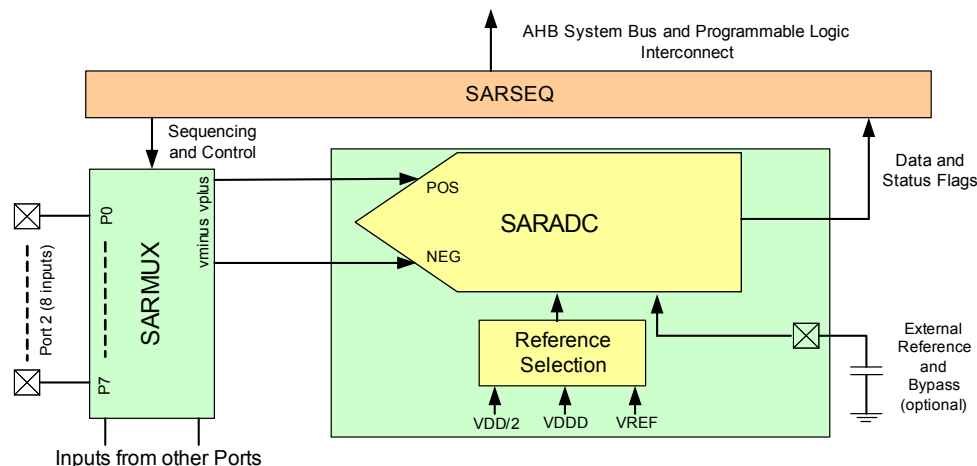 AHB System Bus and Programmable Logic
Interconnect
SARSEQ
Sequencing
and Control
Data and
Status Flags
vminus vplus
POS
SARADC
NEG
P0
Port 2 (8 inputs)
SARMUX
P7
Reference
Selection
External
Reference
and
Bypass
(optional)
VDD/2
VDDD
VREF
Inputs from other Ports